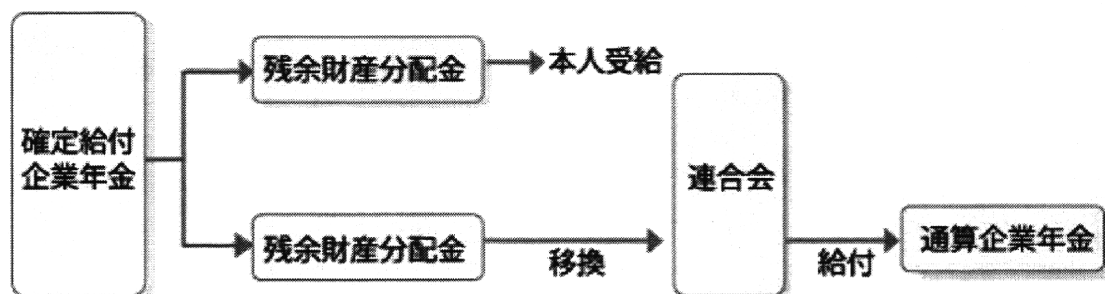 確定給付
企業年金
残余財産分配金
本人受給
残余財産分配金
移換
連合会
給付
通算企業年金